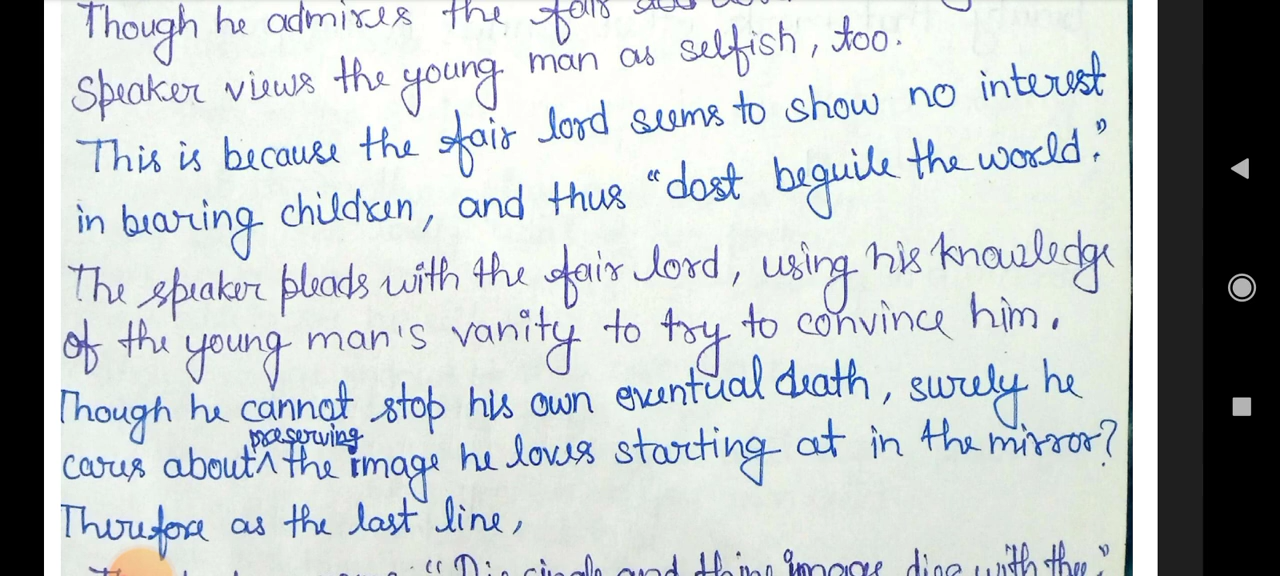 Though he admires the fair
Speaker views the young man as selfish, too.
This is because the fair lord seems to show no interest
in bearing children, and thus "dost beguile the world."
The speaker pleads with the fair lord, using his knowledge
of the young man's vanity to try to convince him.
Though he cannot stop his own eventual death, surely he
preserving
cares about^ the image he loves starting at in the mirror?
Therefore as the last line,
"Die single and thine image dies with thee."